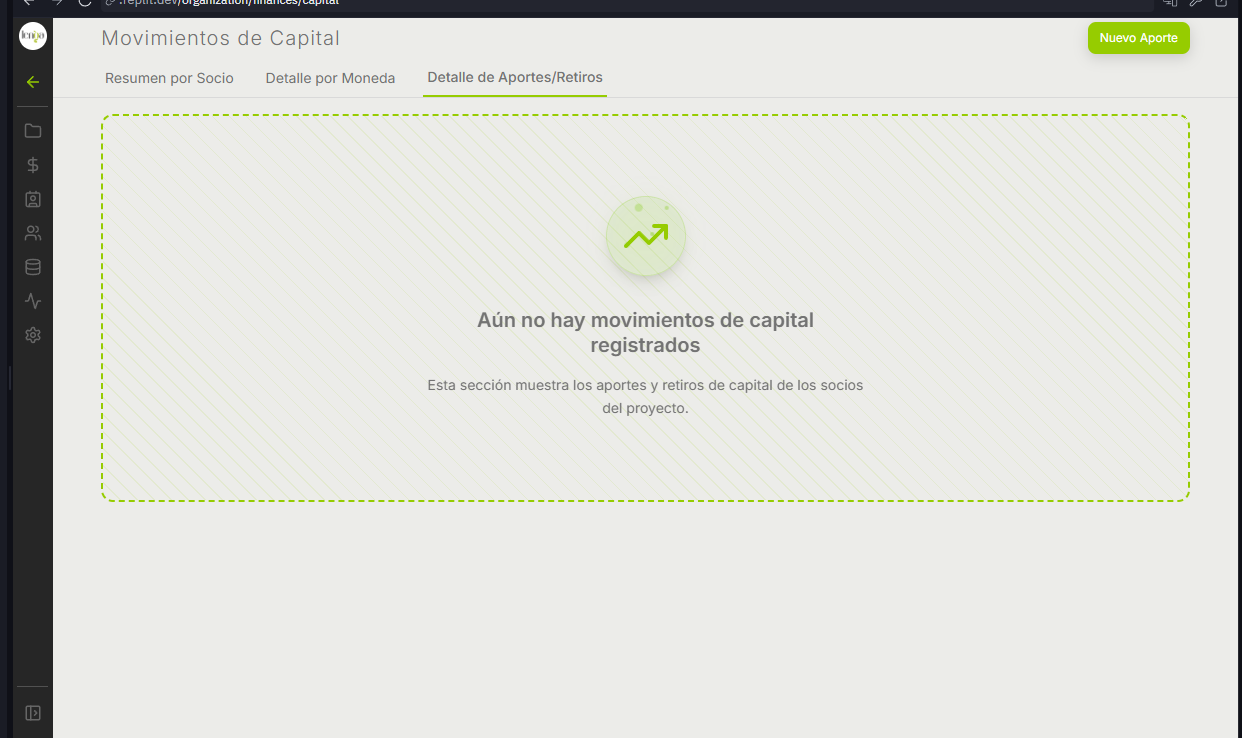 .replit.dev/organization/finances/capital
Movimientos de Capital
Nuevo Aporte
Resumen por Socio
Detalle por Moneda
Detalle de Aportes/Retiros
Aún no hay movimientos de capital
registrados
Esta sección muestra los aportes y retiros de capital de los socios
del proyecto.